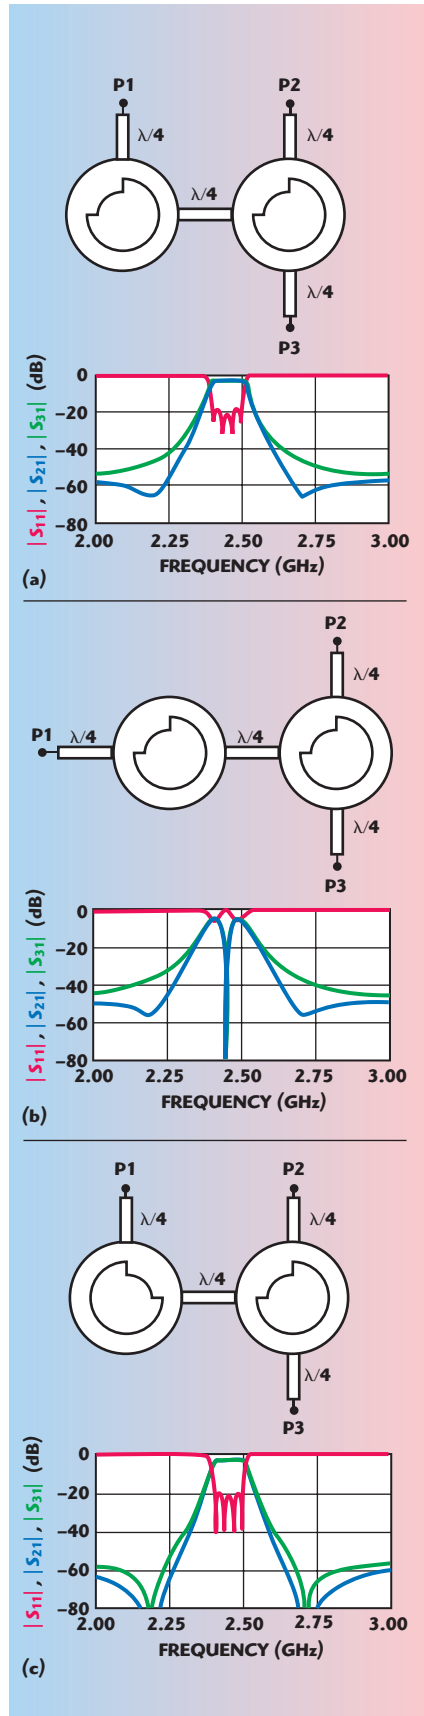 P1 P2
λ/4 λ/4
λ/4
λ/4
P3
|S11|, |S21|, |S31| (dB)
0
−20
−40
−60
−80
2.00 2.25 2.50 2.75 3.00
FREQUENCY (GHz)
(a)
P2
λ/4
P1 λ/4 λ/4
λ/4
P3
|S11|, |S21|, |S31| (dB)
0
−20
−40
−60
−80
2.00 2.25 2.50 2.75 3.00
FREQUENCY (GHz)
(b)
P1 P2
λ/4 λ/4
λ/4
λ/4
P3
|S11|, |S21|, |S31| (dB)
0
−20
−40
−60
−80
2.00 2.25 2.50 2.75 3.00
FREQUENCY (GHz)
(c)